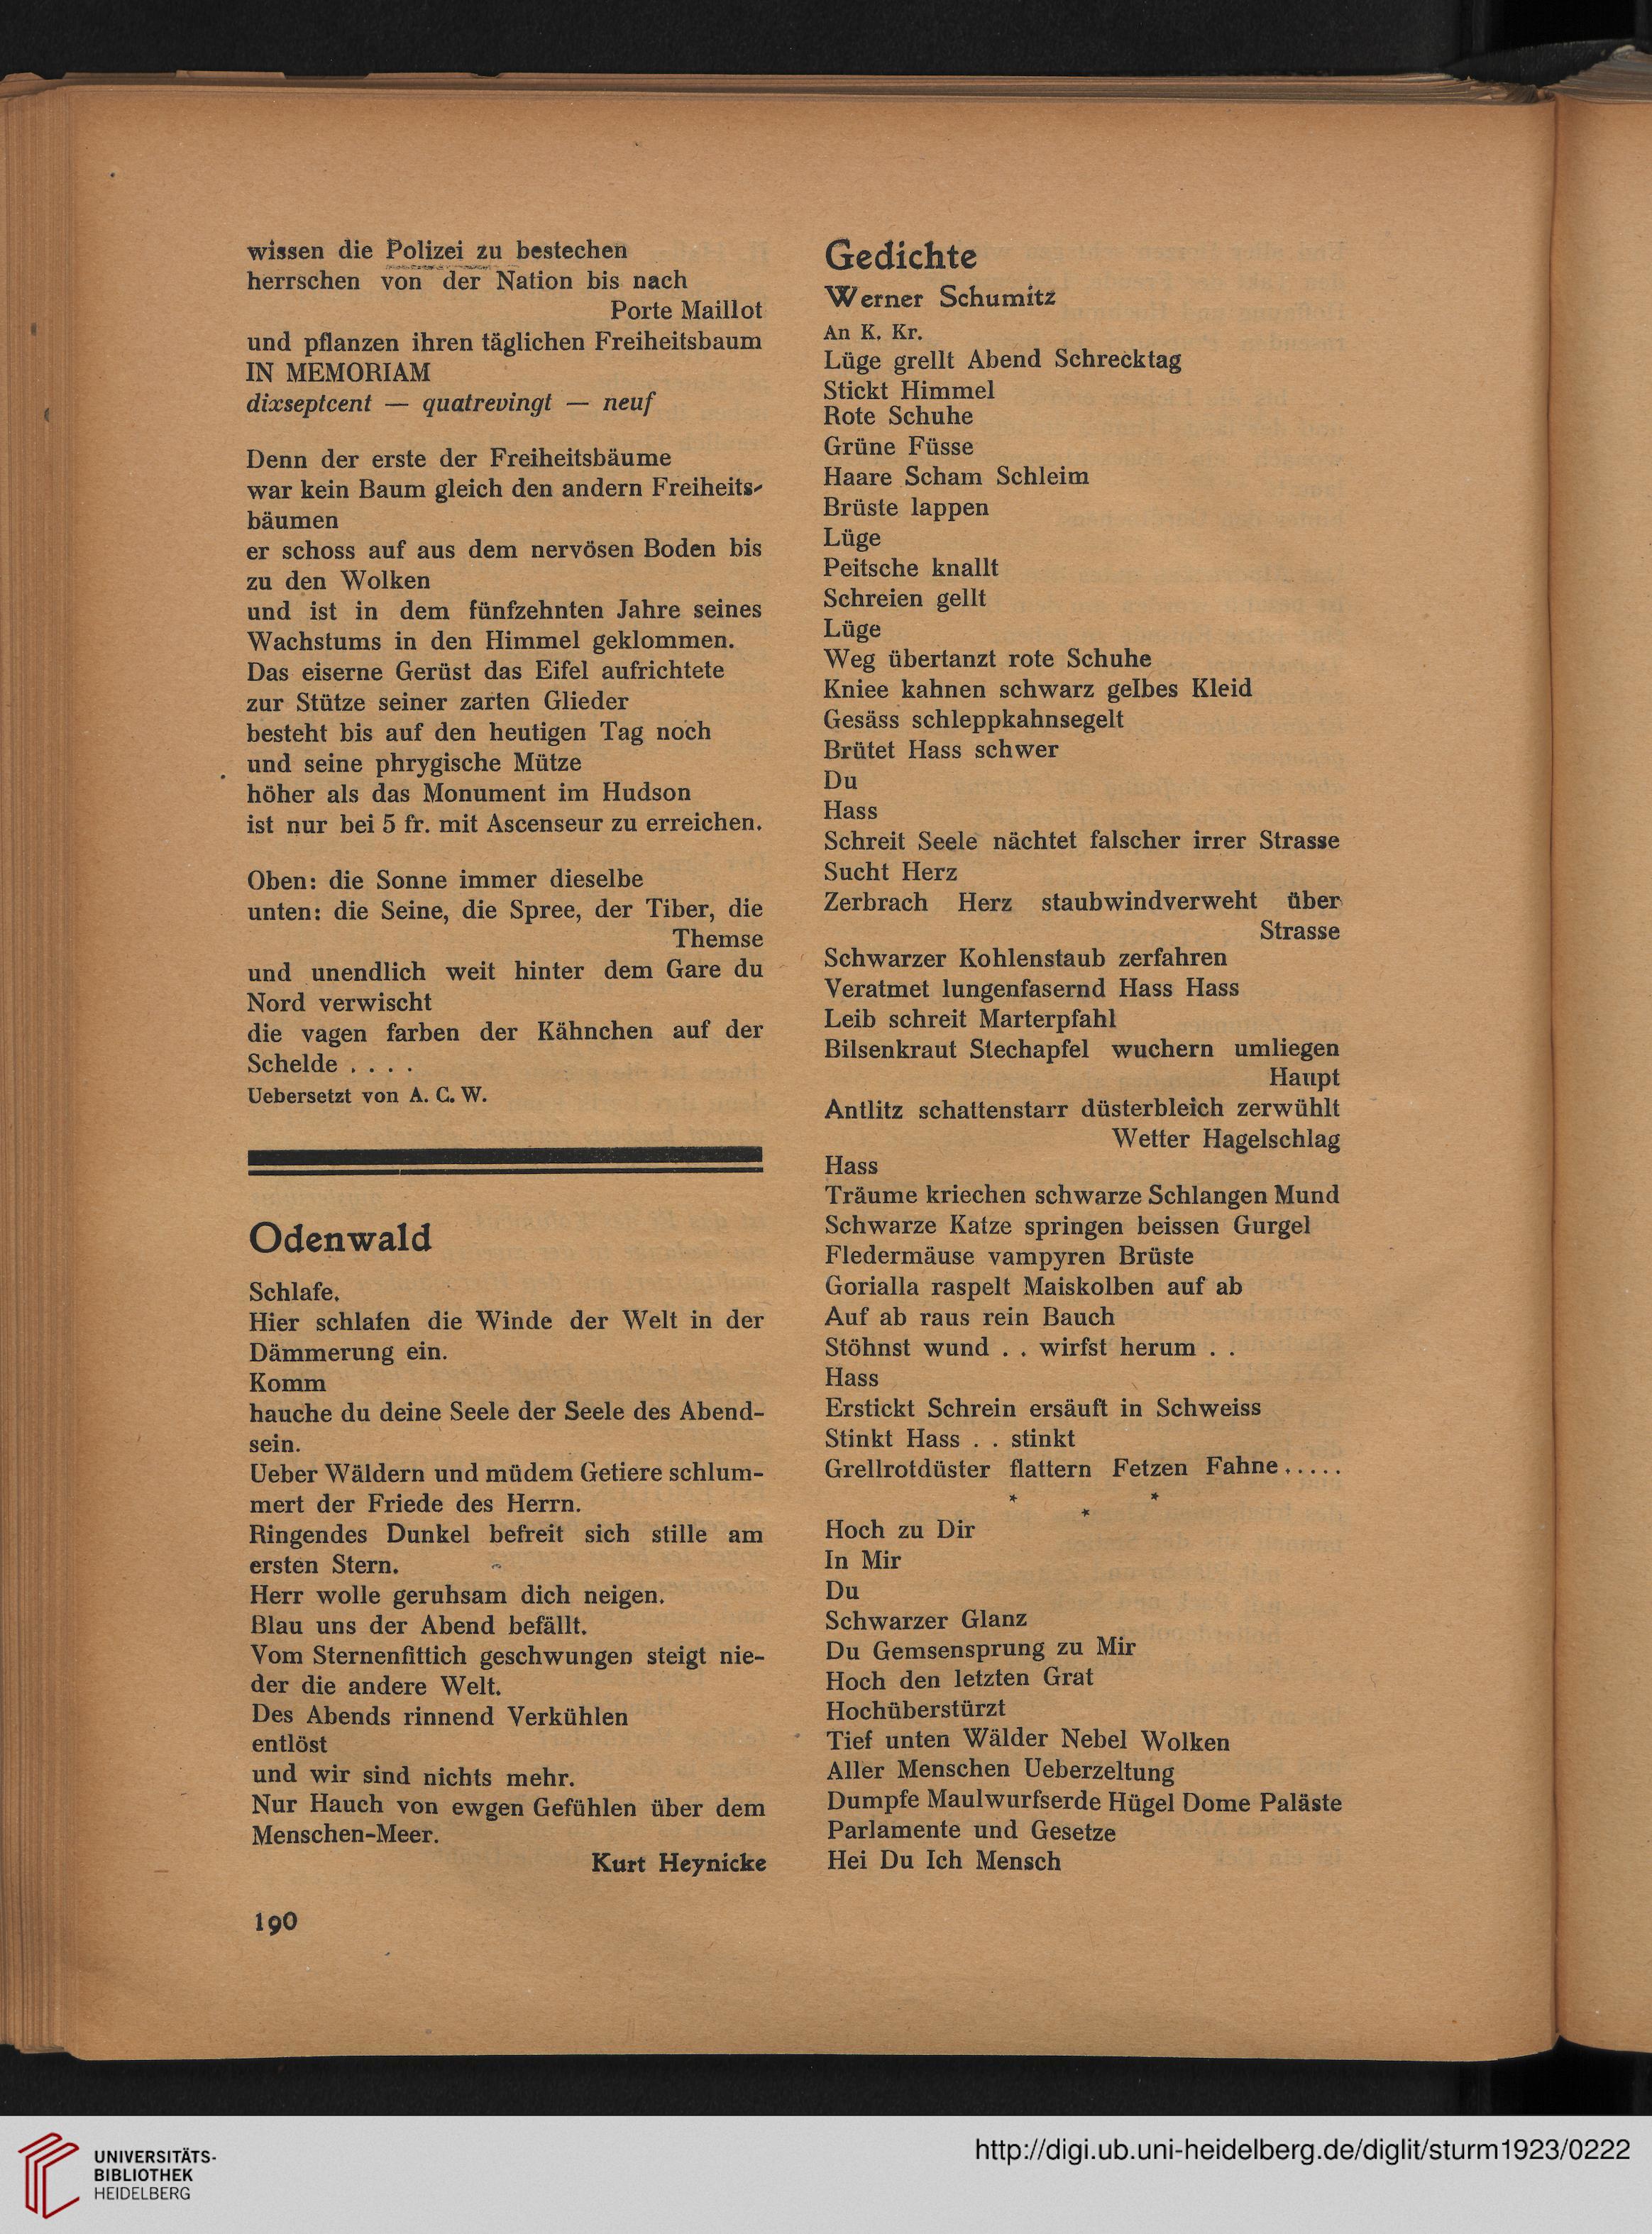 wissen die Polizei zu bestechen
herrschen von der Nation bis nach
Porte Maillot
und pflanzen ihren täglichen Freiheitsbaum
IN MEMORIAM
dixseptcent — quatrevingt — neuf
Denn der erste der Freiheitsbäume
war kein Baum gleich den andern Freiheits-
bäumen
er schoss auf aus dem nervösen Boden bis
zu den Wolken
und ist in dem fünfzehnten Jahre seines
Wachstums in den Himmel geklommen.
Das eiserne Gerüst das Eifel aufrichtete
zur Stütze seiner zarten Glieder
besteht bis auf den heutigen Tag noch
und seine phrygische Mütze
höher als das Monument im Hudson
ist nur bei 5 fr. mit Ascenseur zu erreichen.
Oben: die Sonne immer dieselbe
unten: die Seine, die Spree, der Tiber, die
Themse
und unendlich weit hinter dem Gare du
Nord verwischt
die vagen farben der Kähnchen auf der
Schelde . . . .
Uebersetzt von A. C. W.
Odenwald
Schlafe.
Hier schlafen die Winde der Welt in der
Dämmerung ein.
Komm
hauche du deine Seele der Seele des Abend-
sein.
Ueber Wäldern und müdem Getiere schlum-
mert der Friede des Herrn.
Ringendes Dunkel befreit sich stille am
ersten Stern.
Herr wolle geruhsam dich neigen.
Blau uns der Abend befällt.
Vom Sternenfittich geschwungen steigt nie-
der die andere Welt.
Des Abends rinnend Verkühlen
entlöst
und wir sind nichts mehr.
Nur Hauch von ewgen Gefühlen über dem
Menschen-Meer.
Kurt Heynicke
190
Gedichte
Werner Schumitz
An K. Kr.
Lüge grellt Abend Schrecktag
Stickt Himmel
Rote Schuhe
Grüne Füsse
Haare Scham Schleim
Brüste lappen
Lüge
Peitsche knallt
Schreien gellt
Lüge
Weg übertanzt rote Schuhe
Kniee kahnen schwarz gelbes Kleid
Gesäss schleppkahnsegelt
Brütet Hass schwer
Du
Hass
Schreit Seele nächtet falscher irrer Strasse
Sucht Herz
Zerbrach Herz staubwindverweht über
Strasse
Schwarzer Kohlenstaub zerfahren
Veratmet lungenfasernd Hass Hass
Leib schreit Marterpfahl
Bilsenkraut Stechapfel wuchern umliegen
Haupt
Antlitz schattenstarr düsterbleich zerwühlt
Wetter Hagelschlag
Hass
Träume kriechen schwarze Schlangen Mund
Schwarze Katze springen beissen Gurgel
Fledermäuse vampyren Brüste
Gorialla raspelt Maiskolben auf ab
Auf ab raus rein Bauch
Stöhnst wund . . wirfst herum . .
Hass
Erstickt Schrein ersäuft in Schweiss
Stinkt Hass . . stinkt
Grellrotdüster flattern Fetzen Fahne . . . . .
* * *
Hoch zu Dir
In Mir
Du
Schwarzer Glanz
Du Gemsensprung zu Mir
Hoch den letzten Grat
Hochüberstürzt
Tief unten Wälder Nebel Wolken
Aller Menschen Ueberzeltung
Dumpfe Maulwurfserde Hügel Dome Paläste
Parlamente und Gesetze
Hei Du Ich Mensch
UNIVERSITÄTS-
BIBLIOTHEK
HEIDELBERG
http://digi.ub.uni-heidelberg.de/diglit/sturm1923/0222